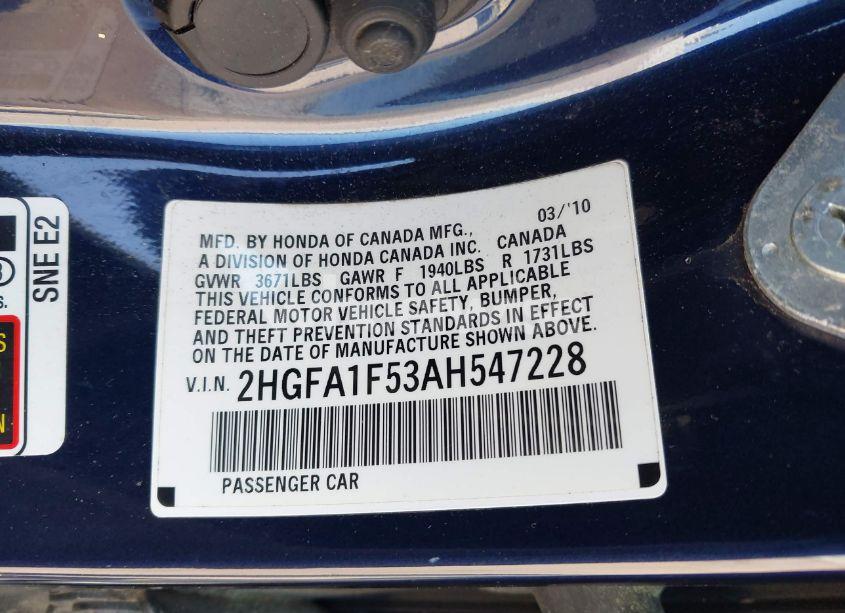 03/'10
MFD. BY HONDA OF CANADA MFG.,
A DIVISION OF HONDA CANADA INC. CANADA
GVWR 3671LBS GAWR F 1940LBS R 1731LBS
THIS VEHICLE CONFORMS TO ALL APPLICABLE
FEDERAL MOTOR VEHICLE SAFETY, BUMPER,
AND THEFT PREVENTION STANDARDS IN EFFECT
ON THE DATE OF MANUFACTURE SHOWN ABOVE.
V.I.N. 2HGFA1F53AH547228
PASSENGER CAR
SNE E2